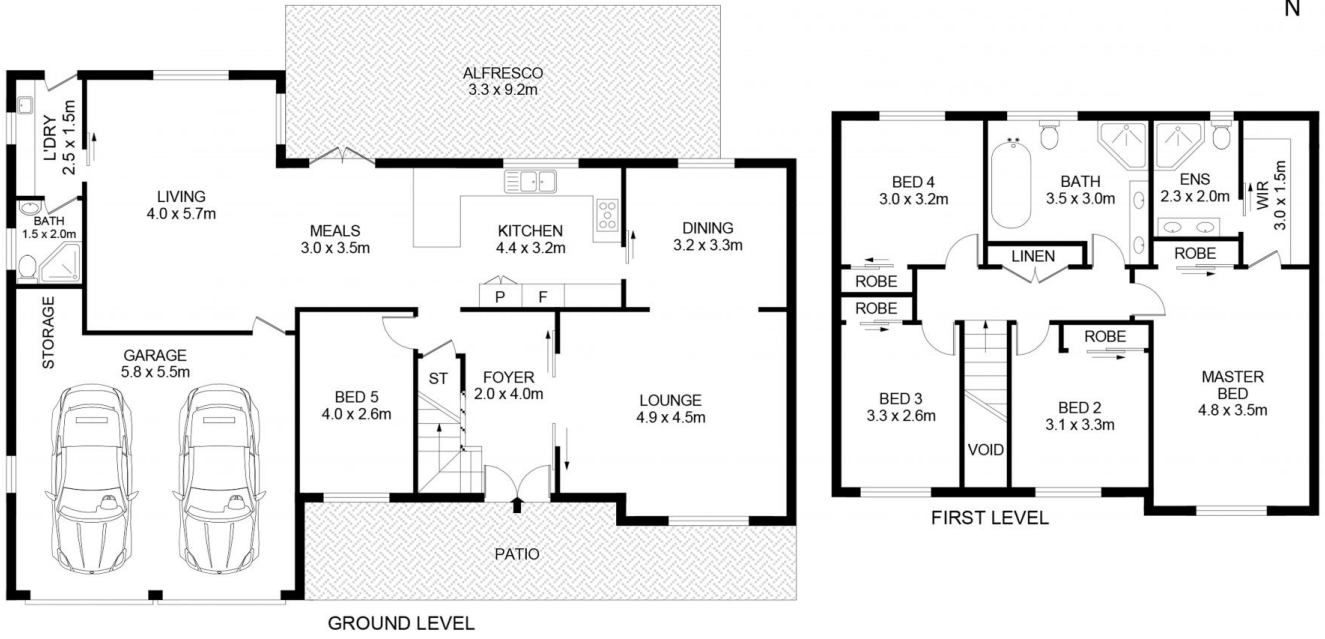 N
ALFRESCO
3.3 x 9.2m
L'DRY
2.5 x 1.5m
LIVING
4.0 x 5.7m
BATH
1.5 x 2.0m
MEALS
3.0 x 3.5m
KITCHEN
4.4 x 3.2m
P
F
DINING
3.2 x 3.3m
STORAGE
GARAGE
5.8 x 5.5m
BED 5
4.0 x 2.6m
ST
FOYER
2.0 x 4.0m
LOUNGE
4.9 x 4.5m
PATIO
GROUND LEVEL
BED 4
3.0 x 3.2m
BATH
3.5 x 3.0m
ENS
2.3 x 2.0m
WIR
3.0 x 1.5m
LINEN
ROBE
ROBE
ROBE
ROBE
BED 3
3.3 x 2.6m
VOID
BED 2
3.1 x 3.3m
MASTER
BED
4.8 x 3.5m
FIRST LEVEL